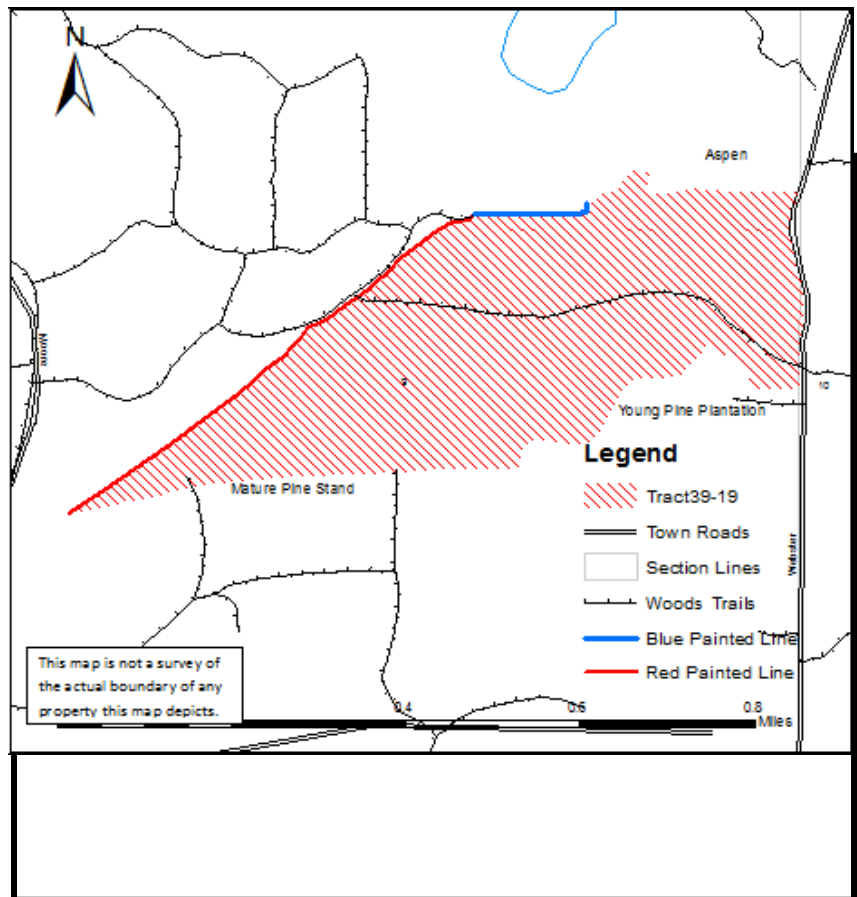 N
Aspen
Moore
9
10
Young Pine Plantation
Mature Pine Stand
Legend
Tract39-19
Town Roads
Section Lines
Woods Trails
Blue Painted Line
Red Painted Line
Webster
This map is not a survey of
the actual boundary of any
property this map depicts.
0.4
0.6
0.8
Miles